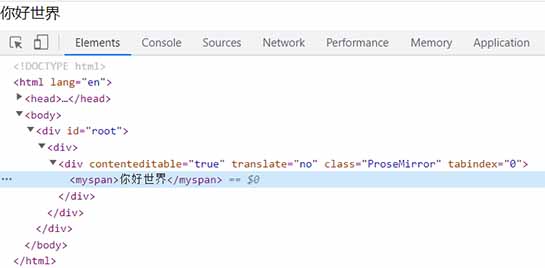 你好世界
Elements Console Sources Network Performance Memory Application
<!DOCTYPE html>
<html lang="en">
<head>…</head>
<body>
<div id="root">
<div>
<div contenteditable="true" translate="no" class="ProseMirror" tabindex="0">
… <myspan>你好世界</myspan> == $0
</div>
</div>
</div>
</body>
</html>